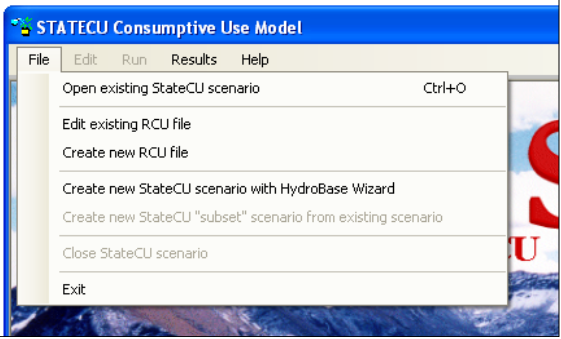 STATECU Consumptive Use Model
File Edit Run Results Help
Open existing StateCU scenario Ctrl+O
Edit existing RCU file
Create new RCU file
Create new StateCU scenario with HydroBase Wizard
Create new StateCU "subset" scenario from existing scenario
Close StateCU scenario
Exit
S
CU